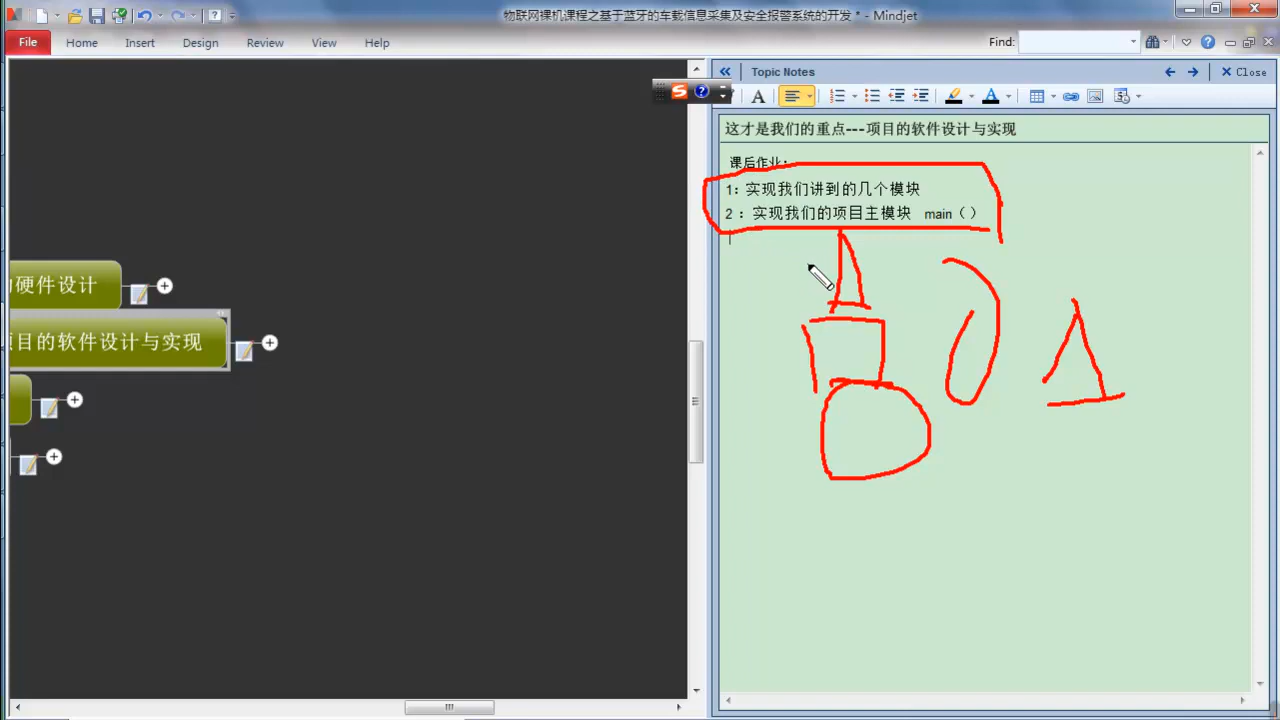 物联网裸机课程之基于蓝牙的车载信息采集及安全报警系统的开发 * - Mindjet
File Home Insert Design Review View Help Find:
Topic Notes Close
这才是我们的重点---项目的软件设计与实现
课后作业:
1: 实现我们讲到的几个模块
2 : 实现我们的项目主模块 main ( )
硬件设计
项目的软件设计与实现